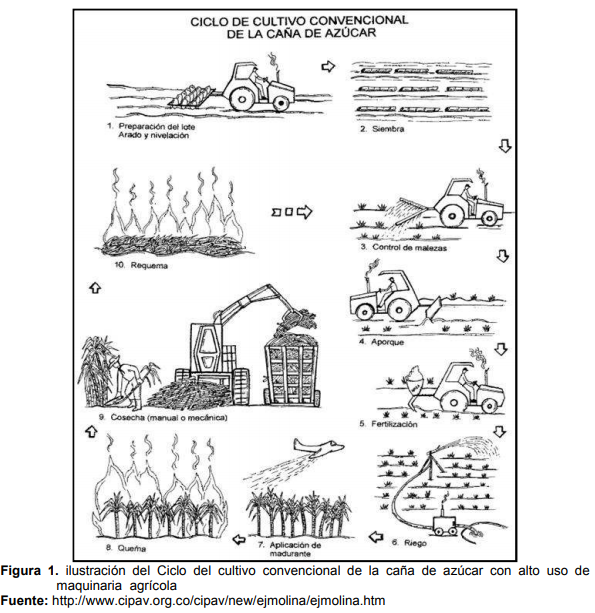 CICLO DE CULTIVO CONVENCIONAL
DE LA CAÑA DE AZÚCAR
1. Preparación del lote
Arado y nivelación
2. Siembra
3. Control de malezas
4. Aporque
5. Fertilización
6. Riego
7. Aplicación de
madurante
8. Quema
9. Cosecha (manual o mecánica)
10. Requema
Figura 1. ilustración del Ciclo del cultivo convencional de la caña de azúcar con alto uso de
maquinaria agrícola
Fuente: http://www.cipav.org.co/cipav/new/ejmolina/ejmolina.htm